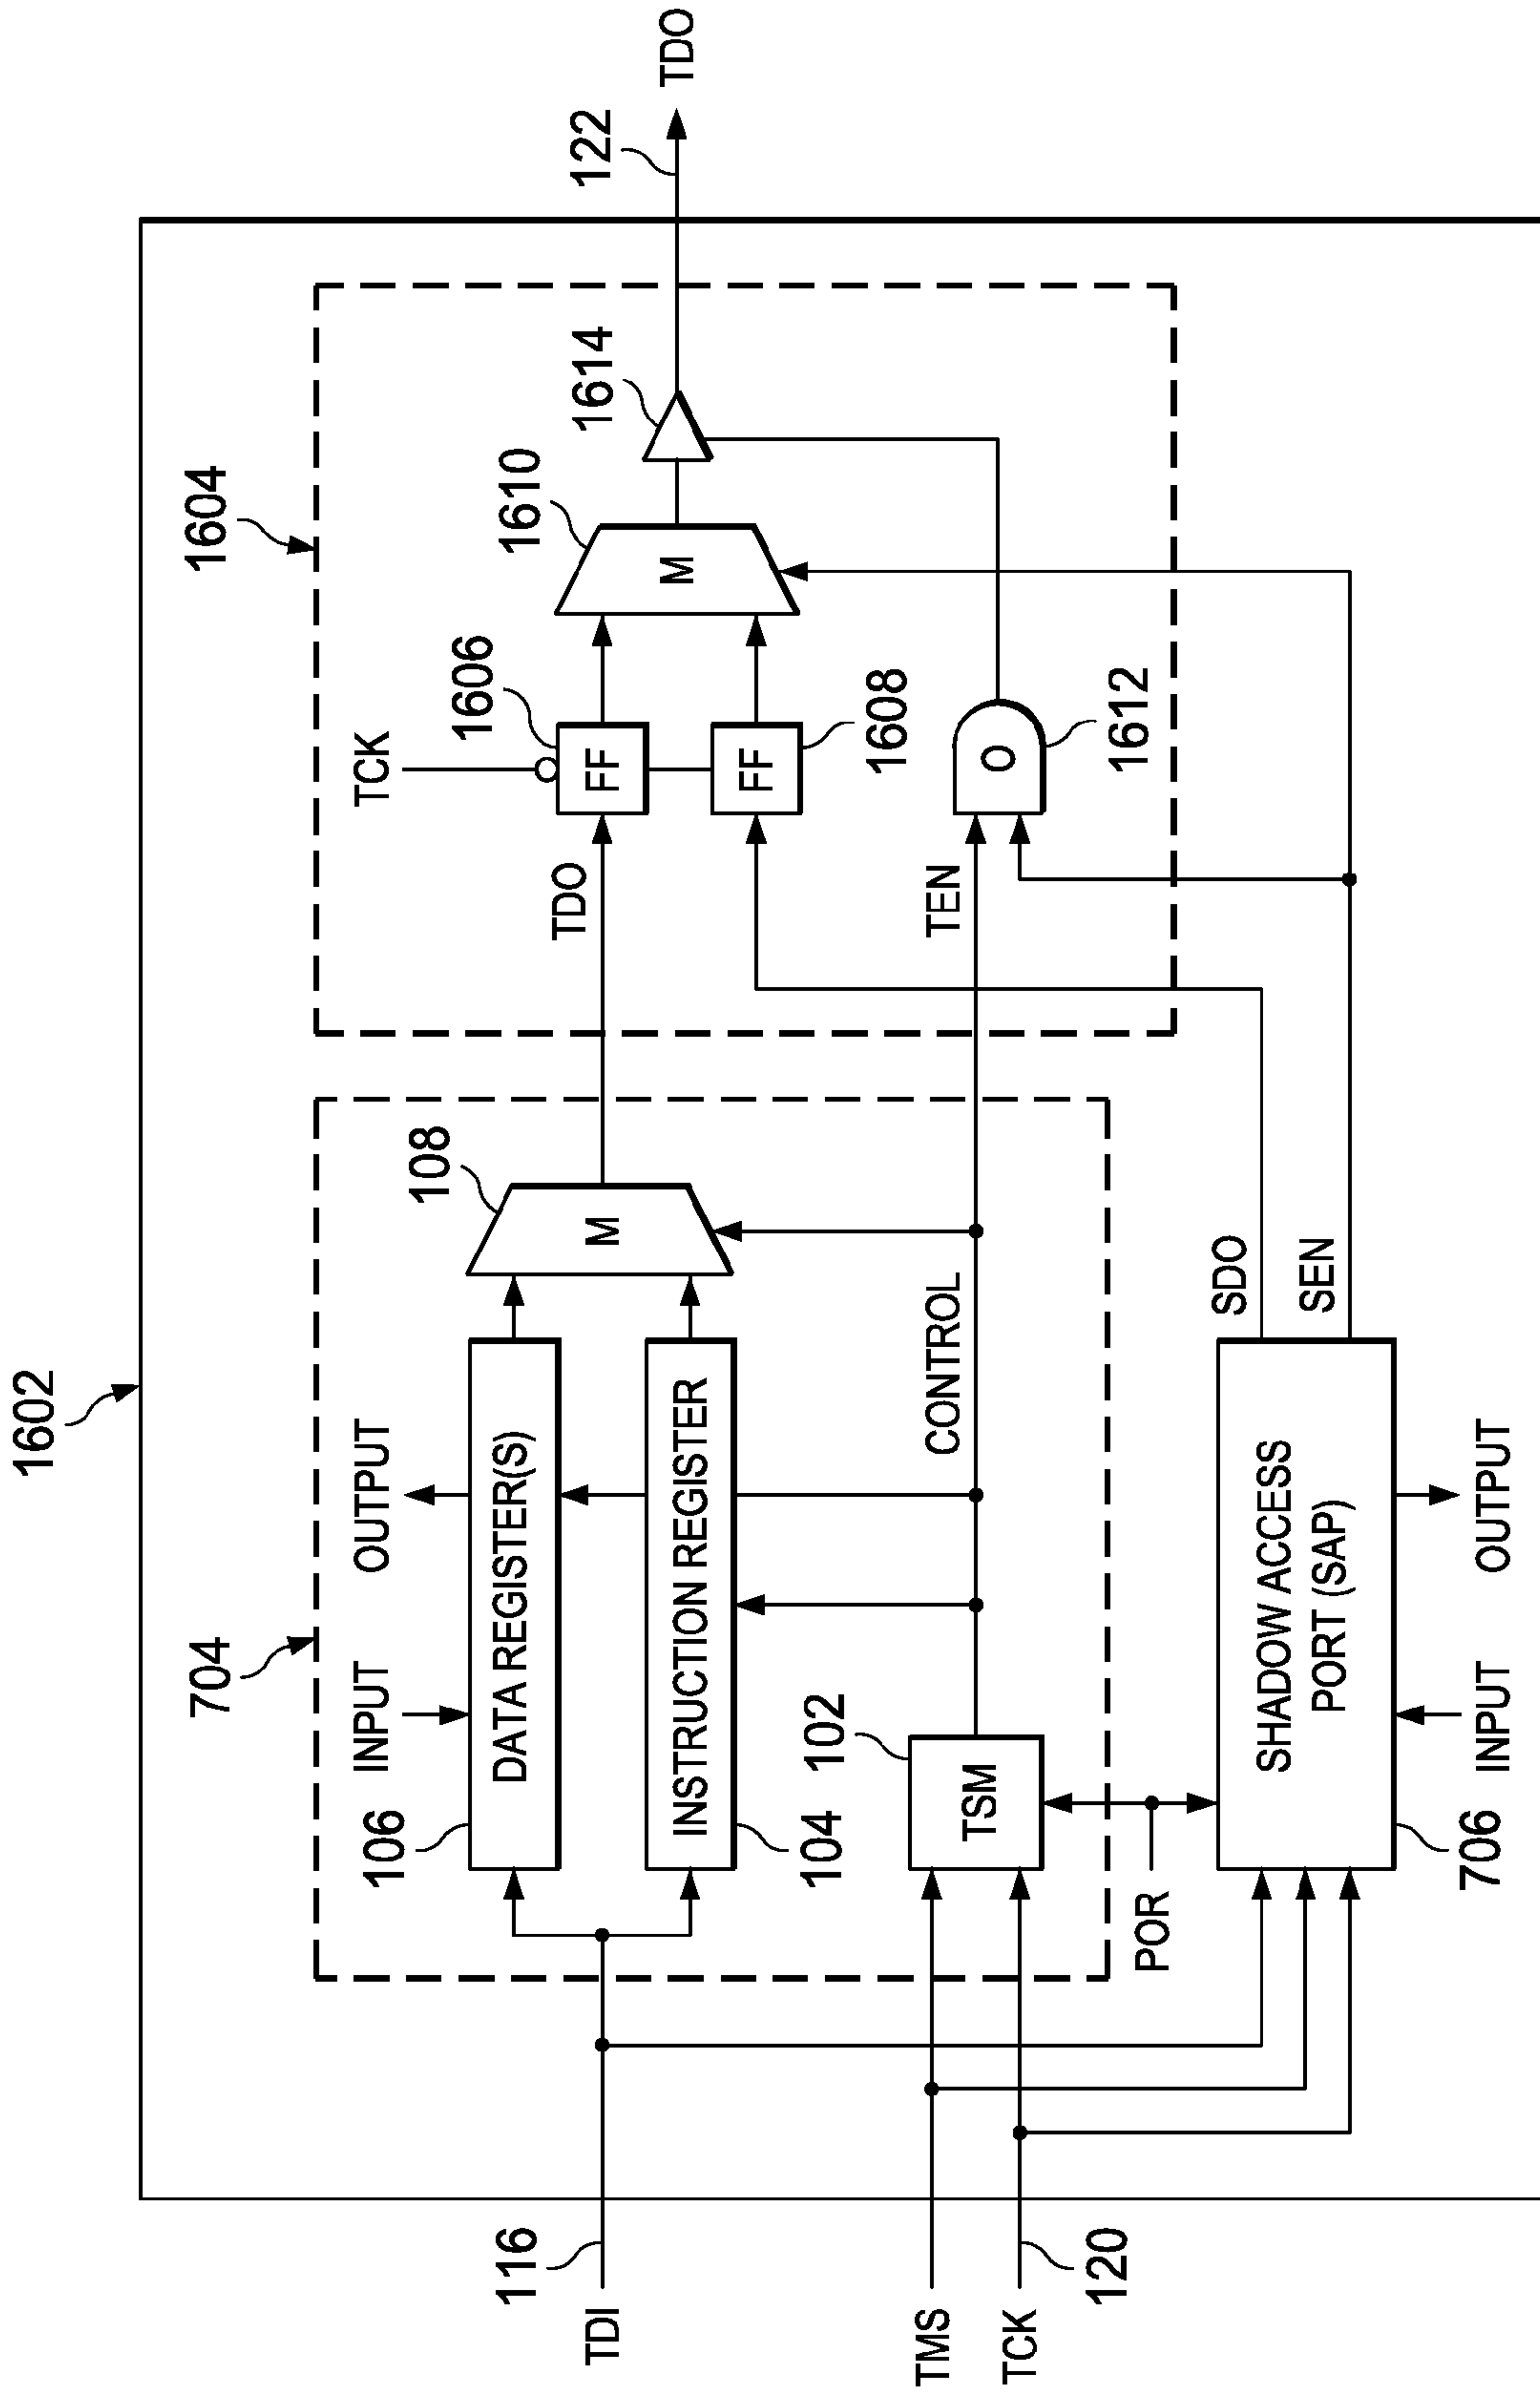 1602
704
1604
INPUT
OUTPUT
TCK
106
DATA REGISTER(S)
108
1606
1610
1614
122
116
TDI
INSTRUCTION REGISTER
104
M
TDO
FF
M
TDO
FF
1608
102
TSM
CONTROL
TEN
O
1612
TMS
TCK
120
POR
SHADOW ACCESS
PORT (SAP)
SDO
SEN
706
INPUT
OUTPUT